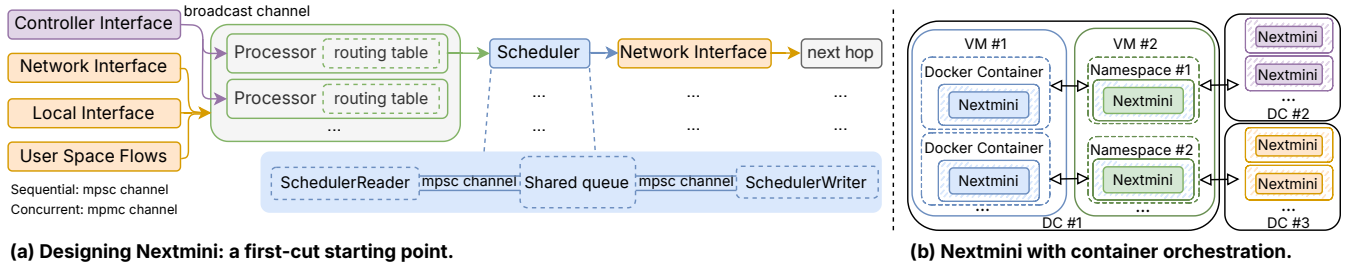 broadcast channel
Controller Interface
Network Interface
Local Interface
User Space Flows
Sequential: mpsc channel
Concurrent: mpmc channel
Processor routing table
Processor routing table
...
Scheduler
...
...
Network Interface
...
...
next hop
...
...
SchedulerReader
mpsc channel
Shared queue
mpsc channel
SchedulerWriter
(a) Designing Nextmini: a first-cut starting point.
VM #1
Docker Container
Nextmini
Docker Container
Nextmini
...
VM #2
Namespace #1
Nextmini
Namespace #2
Nextmini
...
DC #1
Nextmini
Nextmini
...
DC #2
Nextmini
Nextmini
...
DC #3
(b) Nextmini with container orchestration.